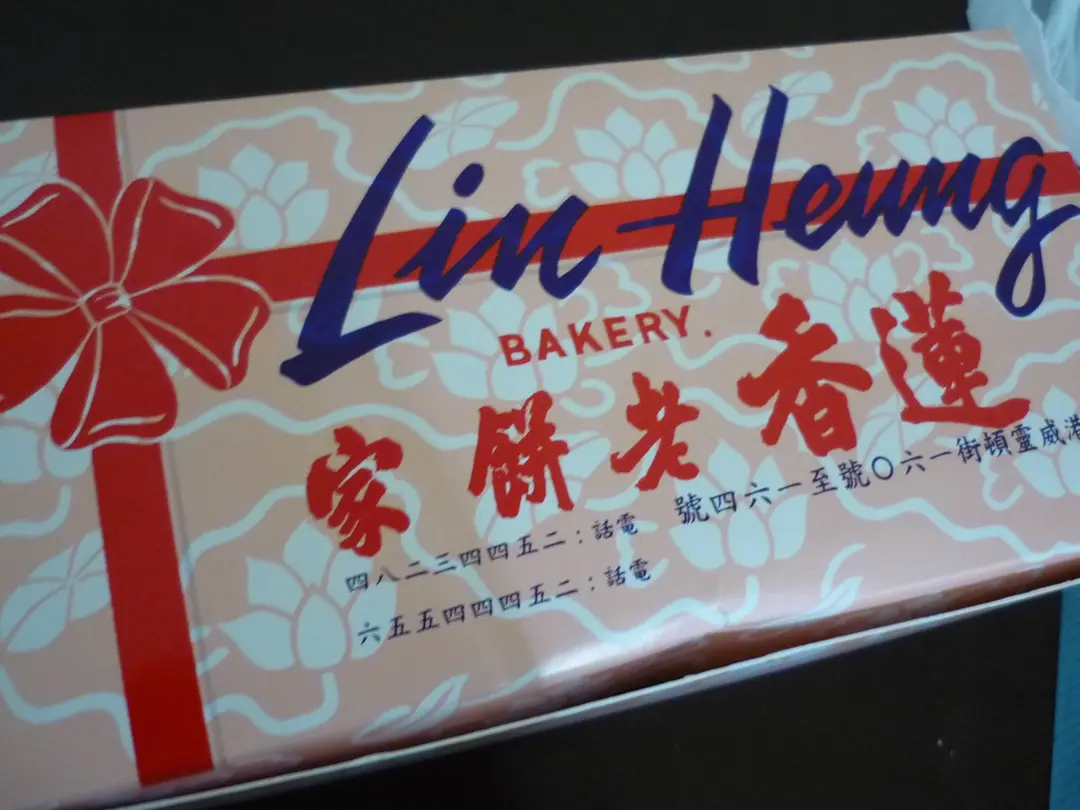 Lin Heung
BAKERY.
蓮香老餅家
港威靈頓街一六〇號至一六四號
電話：二五四四三二八四
電話：二五四四四五五六